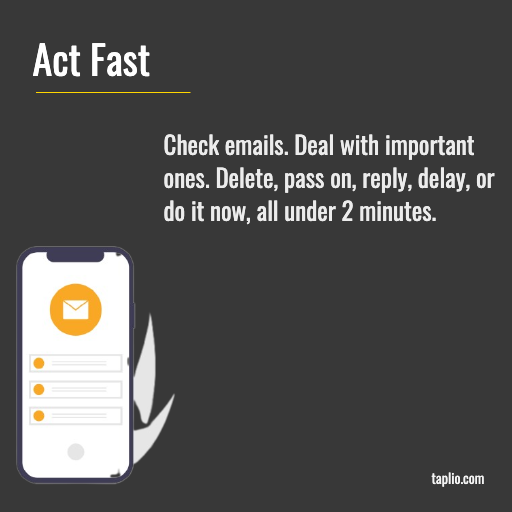 Act Fast
Check emails. Deal with important
ones. Delete, pass on, reply, delay, or
do it now, all under 2 minutes.
taplio.com